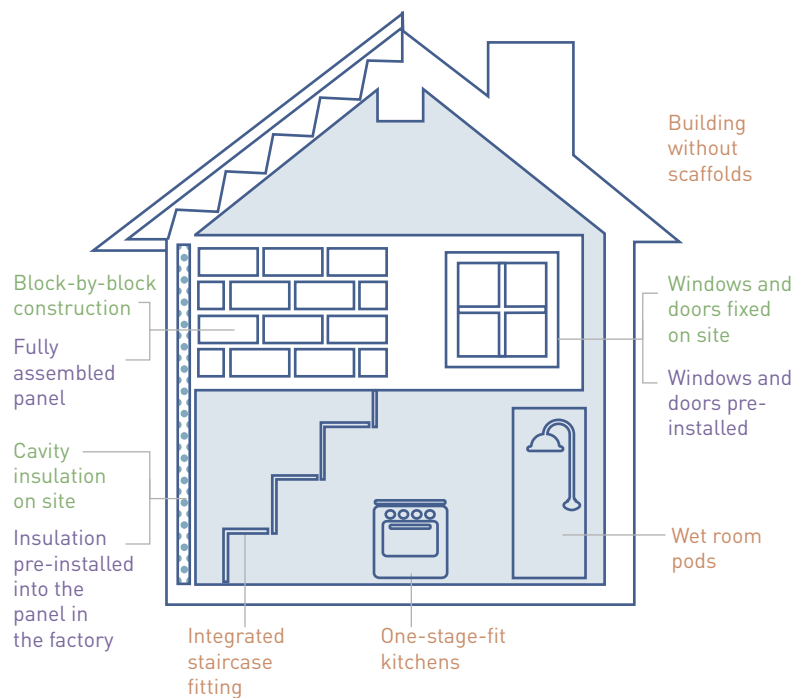 Building
without
scaffolds
Block-by-block
construction
Fully
assembled
panel
Cavity
insulation
on site
Insulation
pre-installed
into the
panel in
the factory
Windows and
doors fixed
on site
Windows and
doors pre-
installed
Wet room
pods
Integrated
staircase
fitting
One-stage-fit
kitchens